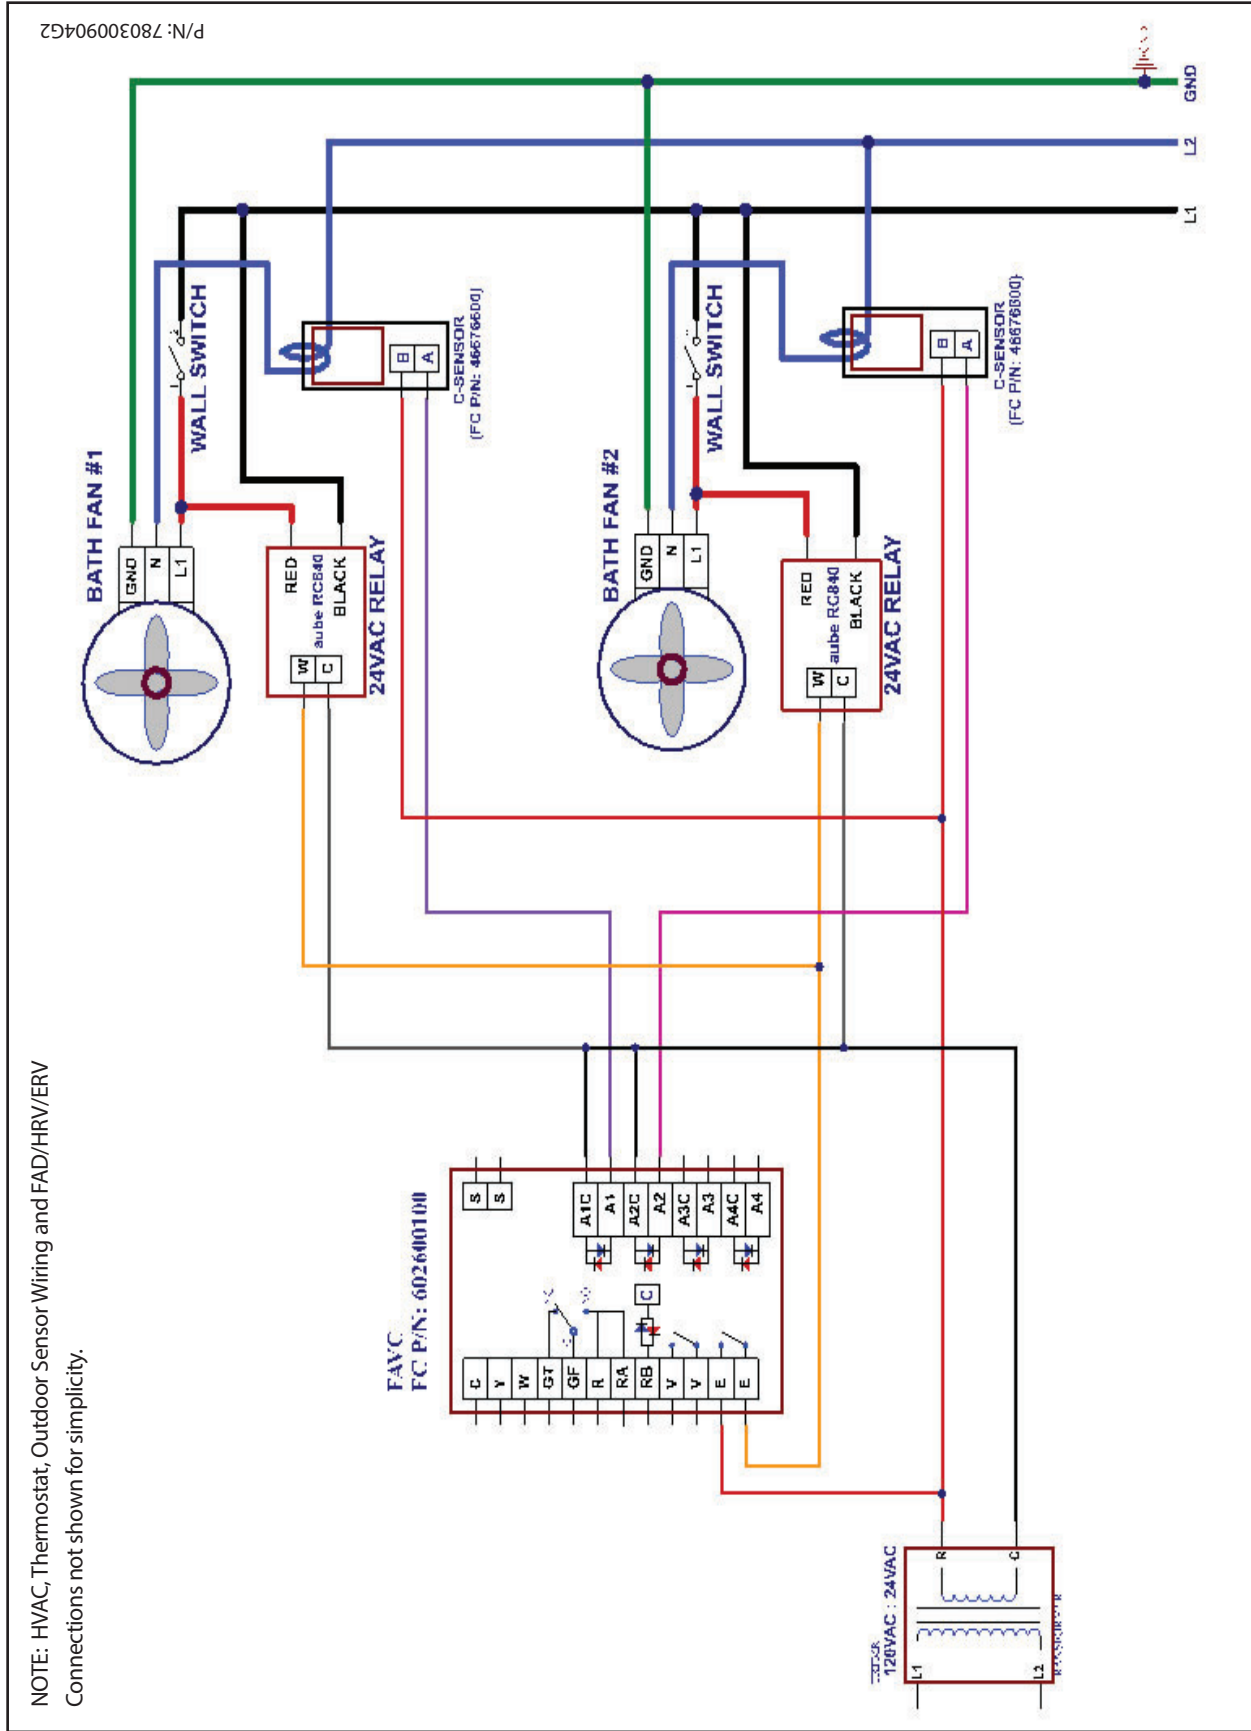 NOTE: HVAC, Thermostat, Outdoor Sensor Wiring and FAD/HRV/ERV
Connections not shown for simplicity.
P/N: 7803000904G2
BATH FAN #1
GND
N
L1
WALL SWITCH
RED
BLACK
aube RC840
W
C
24VAC RELAY
B
A
C-SENSOR
(FC P/N: 46676600)
BATH FAN #2
GND
N
L1
WALL SWITCH
RED
BLACK
aube RC840
W
C
24VAC RELAY
B
A
C-SENSOR
(FC P/N: 46676600)
L1
L2
GND
FAVC
FC P/N: 602600100
S
S
A1C
A1
A2C
A2
A3C
A3
A4C
A4
C
C
Y
W
GT
GF
R
RA
RB
V
V
E
E
120VAC : 24VAC
L1
L2
R
C